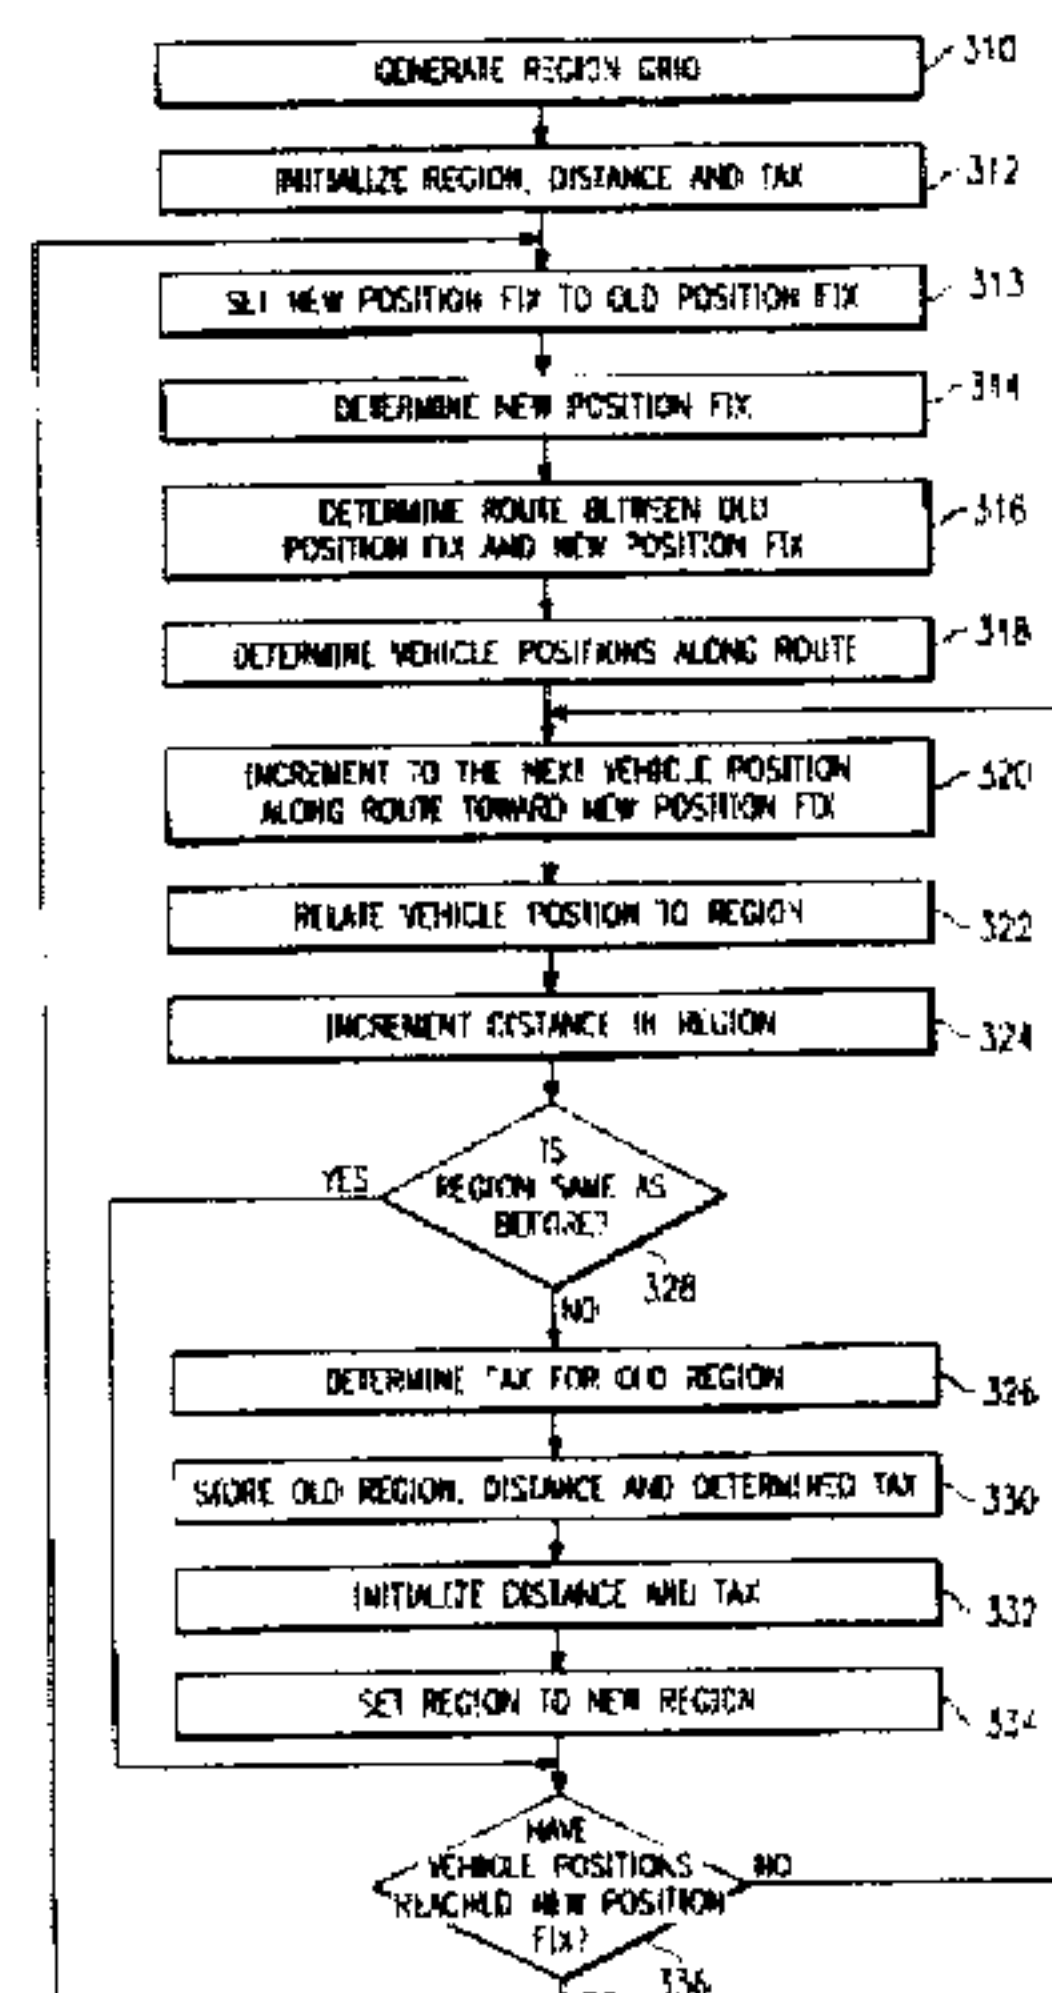 GENERATE REGION GRID
310
INITIALIZE REGION, DISTANCE AND TAX
312
SET NEW POSITION FIX TO OLD POSITION FIX
313
DETERMINE NEW POSITION FIX
314
DETERMINE ROUTE BETWEEN OLD
POSITION FIX AND NEW POSITION FIX
316
DETERMINE VEHICLE POSITIONS ALONG ROUTE
318
INCREMENT TO THE NEXT VEHICLE POSITION
ALONG ROUTE TOWARD NEW POSITION FIX
320
RELATE VEHICLE POSITION TO REGION
322
INCREMENT DISTANCE IN REGION
324
IS
REGION SAME AS
BEFORE?
YES
328
NO
DETERMINE TAX FOR OLD REGION
326
STORE OLD REGION, DISTANCE AND DETERMINED TAX
330
INITIALIZE DISTANCE AND TAX
332
SET REGION TO NEW REGION
334
HAVE
VEHICLE POSITIONS
REACHED NEW POSITION
FIX?
NO
336